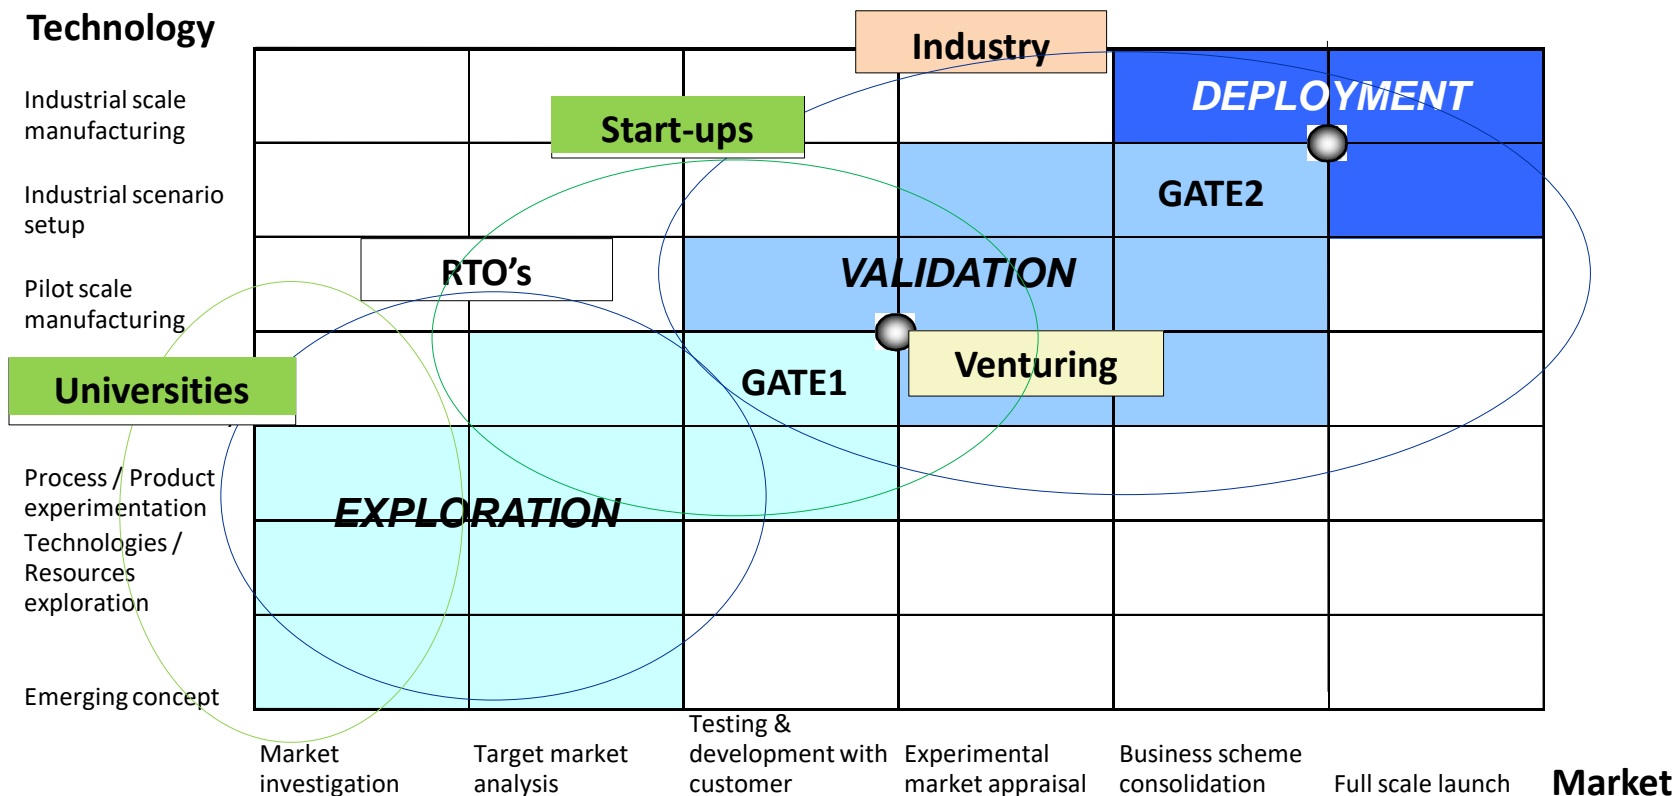 Technology
Industry
Industrial scale
manufacturing
DEPLOYMENT
Start-ups
Industrial scenario
setup
GATE2
RTO's
VALIDATION
Pilot scale
manufacturing
Venturing
Universities
GATE1
Process / Product
experimentation
EXPLORATION
Technologies /
Resources
exploration
Emerging concept
Market
investigation
Target market
analysis
Testing &
development with
customer
Experimental
market appraisal
Business scheme
consolidation
Full scale launch
Market